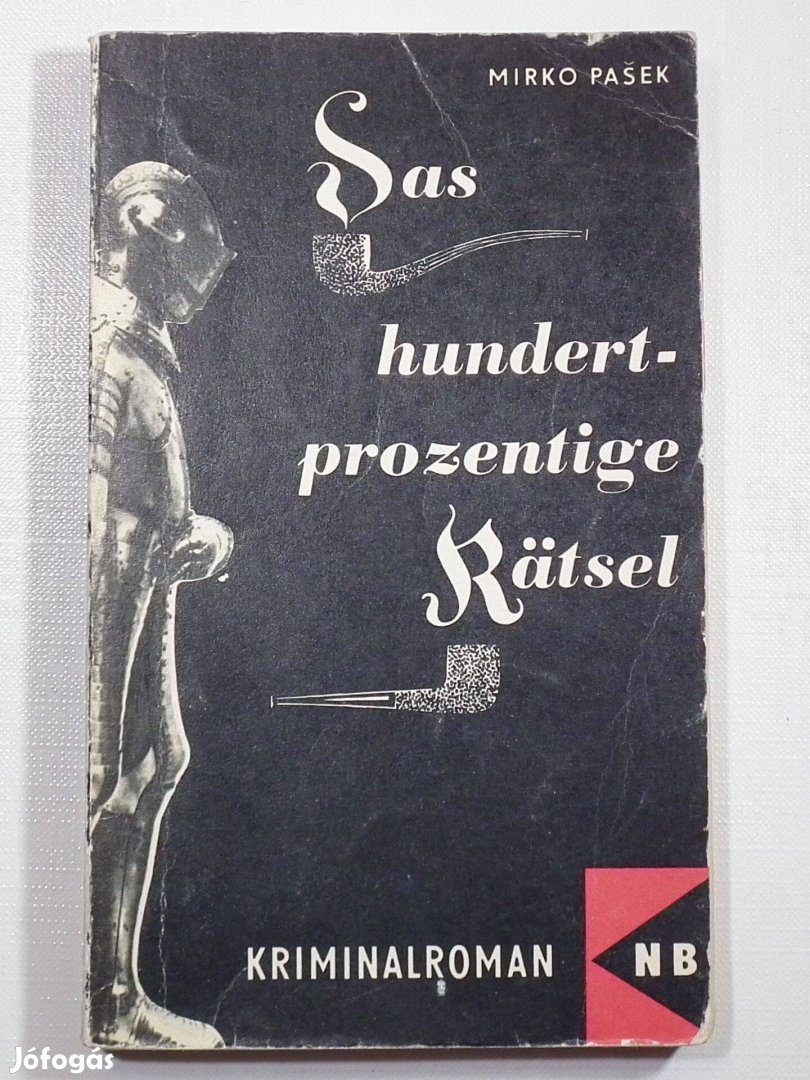 MIRKO PAŠEK
Das
hundert-
prozentige
Rätsel
KRIMINALROMAN
NB
Jófogás